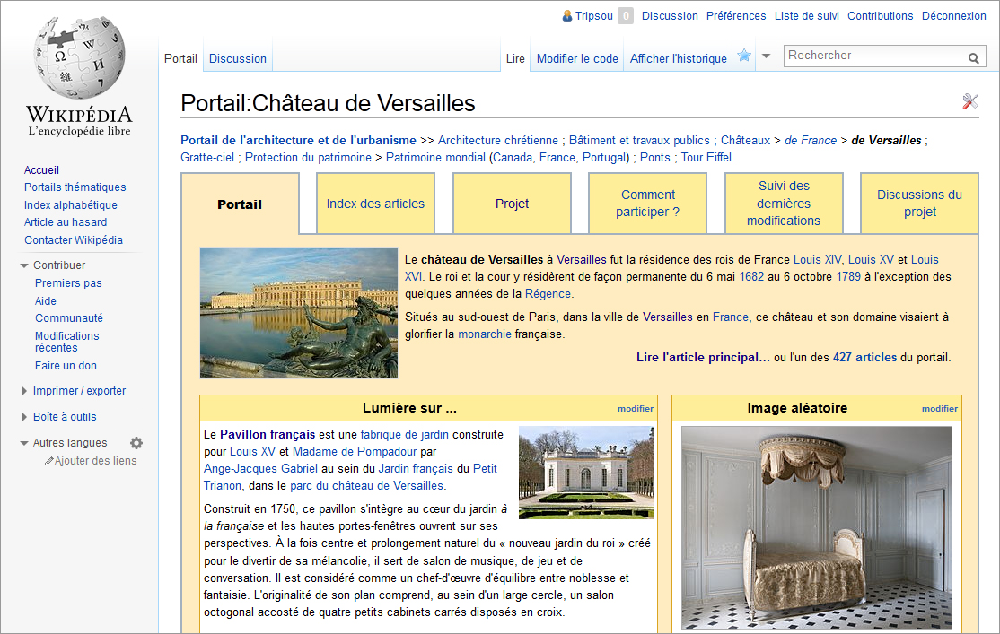 Tripsou 0 Discussion Préférences Liste de suivi Contributions Déconnexion
Portail Discussion Lire Modifier le code Afficher l'historique Rechercher
WIKIPÉDIA
L'encyclopédie libre
Accueil
Portails thématiques
Index alphabétique
Article au hasard
Contacter Wikipédia
Contribuer
Premiers pas
Aide
Communauté
Modifications
récentes
Faire un don
Imprimer / exporter
Boîte à outils
Autres langues
Ajouter des liens
Portail:Château de Versailles
Portail de l'architecture et de l'urbanisme >> Architecture chrétienne ; Bâtiment et travaux publics ; Châteaux > de France > de Versailles ;
Gratte-ciel ; Protection du patrimoine > Patrimoine mondial (Canada, France, Portugal) ; Ponts ; Tour Eiffel.
Portail
Index des articles
Projet
Comment
participer ?
Suivi des
dernières
modifications
Discussions du
projet
Le château de Versailles à Versailles fut la résidence des rois de France Louis XIV, Louis XV et Louis
XVI. Le roi et la cour y résidèrent de façon permanente du 6 mai 1682 au 6 octobre 1789 à l'exception des
quelques années de la Régence.
Situés au sud-ouest de Paris, dans la ville de Versailles en France, ce château et son domaine visaient à
glorifier la monarchie française.
Lire l'article principal… ou l'un des 427 articles du portail.
Lumière sur ... modifier
Le Pavillon français est une fabrique de jardin construite
pour Louis XV et Madame de Pompadour par
Ange-Jacques Gabriel au sein du Jardin français du Petit
Trianon, dans le parc du château de Versailles.
Construit en 1750, ce pavillon s'intègre au cœur du jardin à
la française et les hautes portes-fenêtres ouvrent sur ses
perspectives. À la fois centre et prolongement naturel du « nouveau jardin du roi » créé
pour le divertir de sa mélancolie, il sert de salon de musique, de jeu et de
conversation. Il est considéré comme un chef-d'œuvre d'équilibre entre noblesse et
fantaisie. L'originalité de son plan comprend, au sein d'un large cercle, un salon
octogonal accosté de quatre petits cabinets carrés disposés en croix.
Image aléatoire modifier